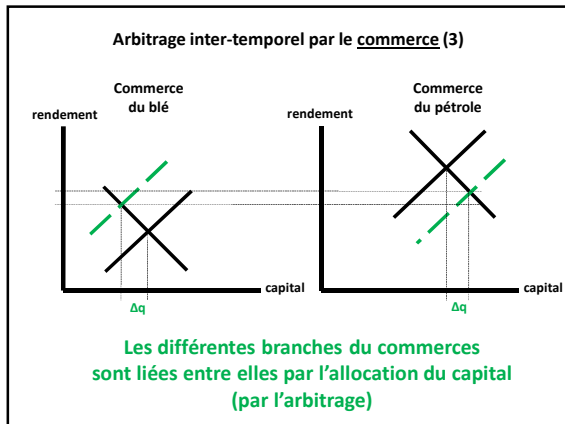 Arbitrage inter-temporel par le commerce (3)
Commerce
du blé
Commerce
du pétrole
rendement
rendement
capital
capital
Δq
Δq
Les différentes branches du commerces
sont liées entre elles par l'allocation du capital
(par l'arbitrage)